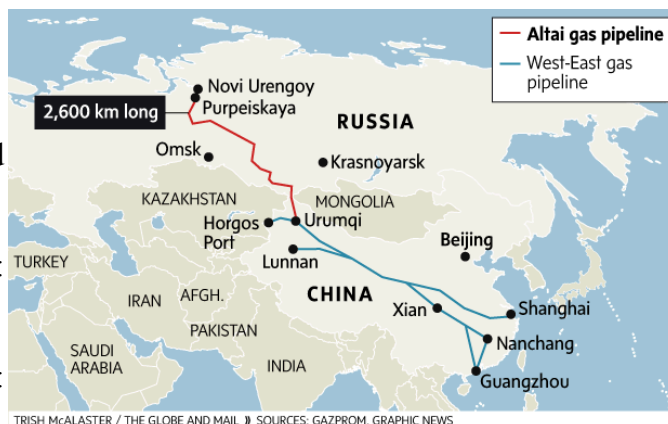 Altai gas pipeline
West-East gas
pipeline
Novi Urengoy
Purpeiskaya
2,600 km long
RUSSIA
Omsk
Krasnoyarsk
KAZAKHSTAN
MONGOLIA
Horgos
Port
Urumqi
Beijing
TURKEY
Lunnan
IRAN
AFGH.
CHINA
Xian
Shanghai
PAKISTAN
Nanchang
SAUDI
ARABIA
INDIA
Guangzhou
TRISH McALASTER / THE GLOBE AND MAIL ⟫ SOURCES: GAZPROM, GRAPHIC NEWS